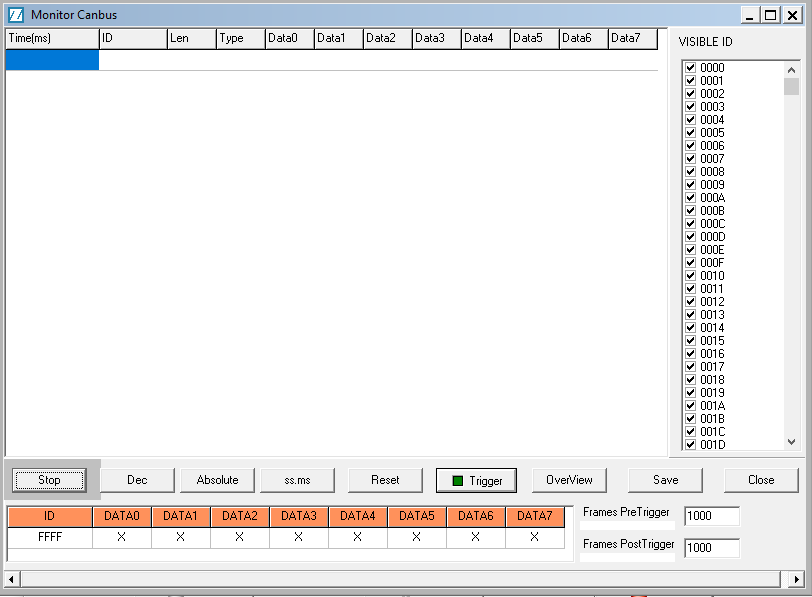 Monitor Canbus
Time(ms) ID Len Type Data0 Data1 Data2 Data3 Data4 Data5 Data6 Data7
VISIBLE ID
0000
0001
0002
0003
0004
0005
0006
0007
0008
0009
000A
000B
000C
000D
000E
000F
0010
0011
0012
0013
0014
0015
0016
0017
0018
0019
001A
001B
001C
001D
Stop Dec Absolute ss.ms Reset Trigger OverView Save Close
ID DATA0 DATA1 DATA2 DATA3 DATA4 DATA5 DATA6 DATA7
FFFF X X X X X X X X
Frames PreTrigger 1000
Frames PostTrigger 1000